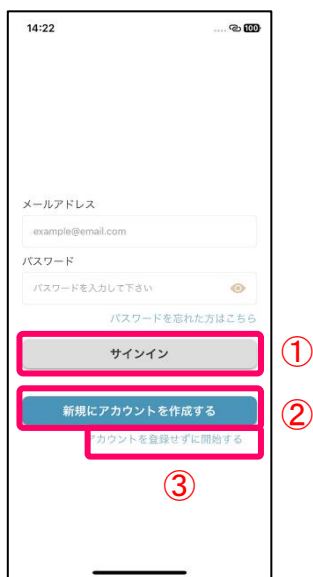 14:22
100
メールアドレス
example@email.com
パスワード
パスワードを入力して下さい
パスワードを忘れた方はこちら
サインイン
①
新規にアカウントを作成する
②
アカウントを登録せずに開始する
③